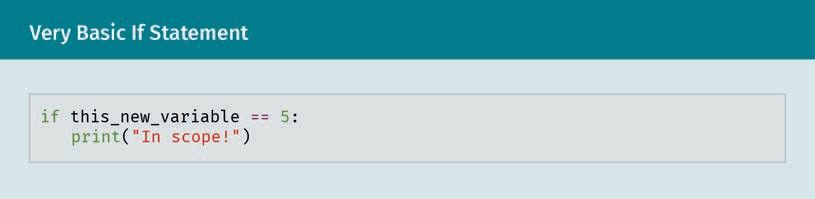 Very Basic If Statement
if this_new_variable == 5:
   print("In scope!")